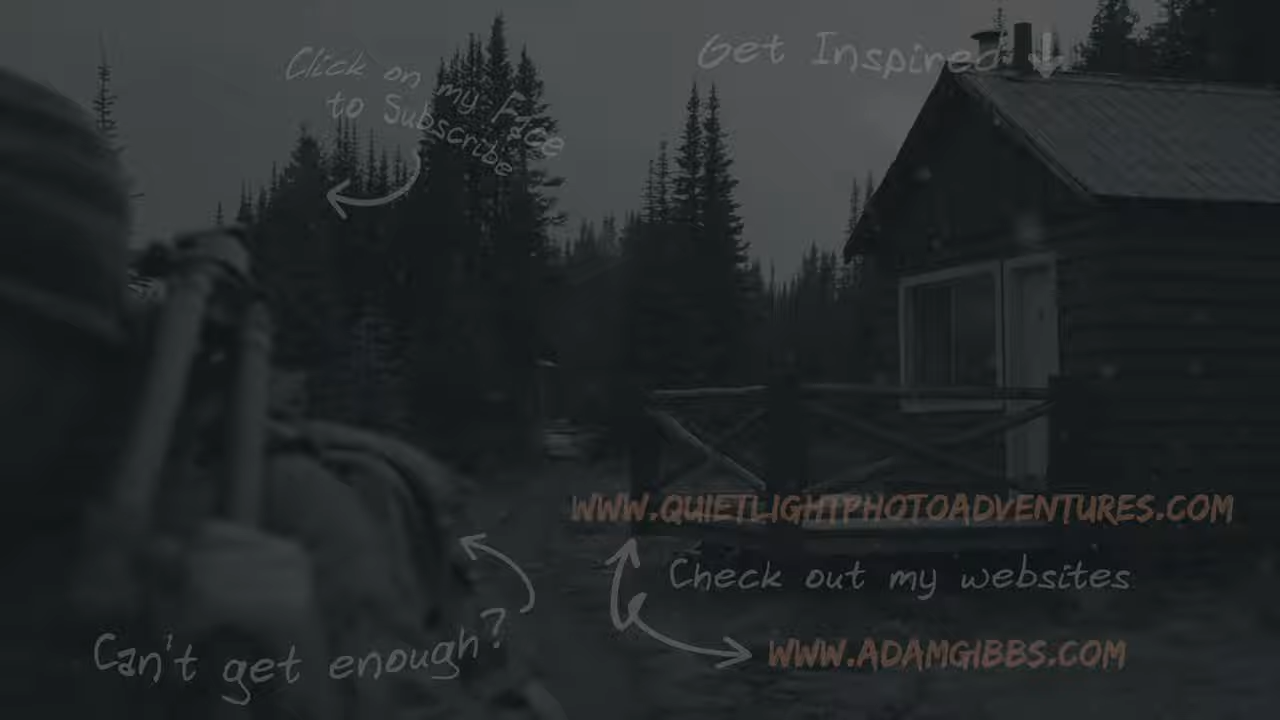 Click on my Face
to Subscribe
Get Inspired
WWW.QUIETLIGHTPHOTOADVENTURES.COM
Check out my websites
Can't get enough?
WWW.ADAMGIBBS.COM